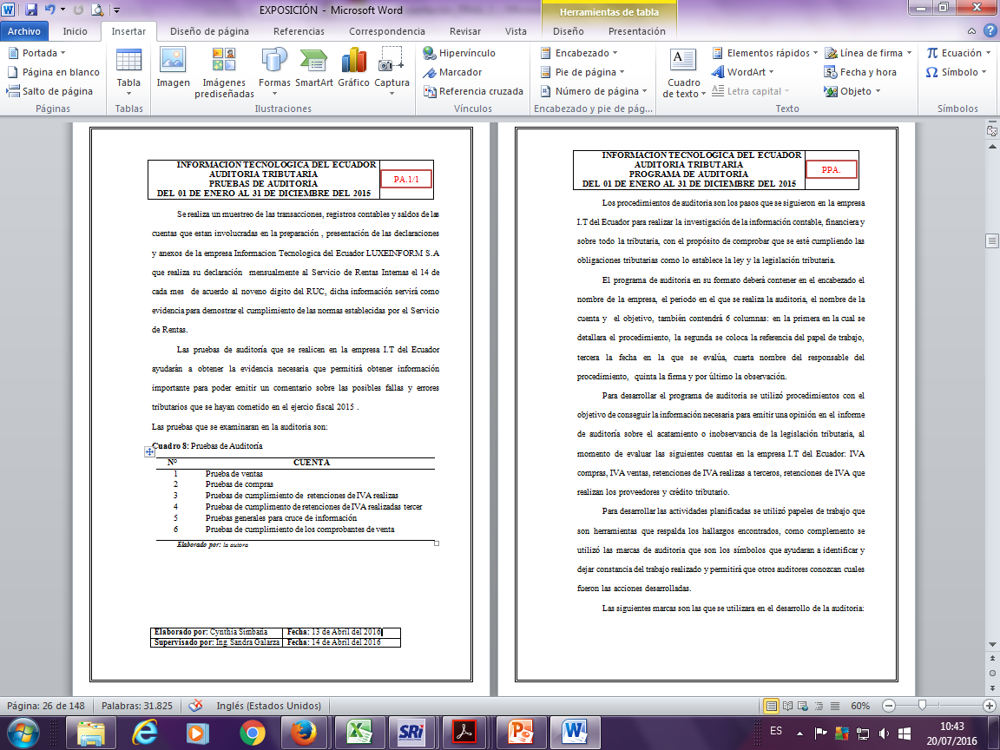 EXPOSICIÓN - Microsoft Word
Herramientas de tabla
Archivo Inicio Insertar Diseño de página Referencias Correspondencia Revisar Vista Diseño Presentación
Portada
Página en blanco
Salto de página
Páginas
Tabla
Tablas
Imagen
Imágenes prediseñadas
Formas
SmartArt
Gráfico
Captura
Ilustraciones
Hipervínculo
Marcador
Referencia cruzada
Vínculos
Encabezado
Pie de página
Número de página
Encabezado y pie de pág...
Cuadro de texto
Elementos rápidos
WordArt
Letra capital
Línea de firma
Fecha y hora
Objeto
Texto
Ecuación
Símbolo
Símbolos
INFORMACION TECNOLOGICA DEL ECUADOR
AUDITORIA TRIBUTARIA
PRUEBAS DE AUDITORIA
DEL 01 DE ENERO AL 31 DE DICIEMBRE DEL 2015
PA.1/1
Se realiza un muestreo de las transacciones, registros contables y saldos de las
cuentas que estan involucradas en la preparación , presentación de las declaraciones
y anexos de la empresa Informacion Tecnologica del Ecuador LUXEINFORM S.A
que realiza su declaración mensualmente al Servicio de Rentas Internas el 14 de
cada mes de acuerdo al noveno digito del RUC, dicha información servirá como
evidencia para demostrar el cumplimiento de las normas establecidas por el Servicio
de Rentas.
Las pruebas de auditoría que se realicen en la empresa I.T del Ecuador
ayudarán a obtener la evidencia necesaria que permitirá obtener información
importante para poder emitir un comentario sobre las posibles fallas y errores
tributarios que se hayan cometido en el ejercio fiscal 2015 .
Las pruebas que se examinaran en la auditoria son:
Cuadro 8: Pruebas de Auditoría
N° CUENTA
1 Prueba de ventas
2 Pruebas de compras
3 Pruebas de cumplimiento de retenciones de IVA realizas
4 Pruebas de cumplimento de retenciones de IVA realizadas tercer
5 Pruebas generales para cruce de información
6 Pruebas de cumplimiento de los comprobantes de venta
Elaborado por: la autora
Elaborado por: Cynthia Simbaña Fecha: 13 de Abril del 2016
Supervisado por: Ing. Sandra Galarza Fecha: 14 de Abril del 2016
INFORMACION TECNOLOGICA DEL ECUADOR
AUDITORIA TRIBUTARIA
PROGRAMA DE AUDITORIA
DEL 01 DE ENERO AL 31 DE DICIEMBRE DEL 2015
PPA.
Los procedimientos de auditoria son los pasos que se siguieron en la empresa
I.T del Ecuador para realizar la investigación de la información contable, financiera y
sobre todo la tributaria, con el propósito de comprobar que se esté cumpliendo las
obligaciones tributarias como lo establece la ley y la legislación tributaria.
El programa de auditoria en su formato deberá contener en el encabezado el
nombre de la empresa, el periodo en el que se realiza la auditoria, el nombre de la
cuenta y el objetivo, también contendrá 6 columnas: en la primera en la cual se
detallara el procedimiento, la segunda se coloca la referencia del papel de trabajo,
tercera la fecha en la que se evalúa, cuarta nombre del responsable del
procedimiento, quinta la firma y por último la observación.
Para desarrollar el programa de auditoria se utilizó procedimientos con el
objetivo de conseguir la información necesaria para emitir una opinión en el informe
de auditoría sobre el acatamiento o inobservancia de la legislación tributaria, al
momento de evaluar las siguientes cuentas en la empresa I.T del Ecuador: IVA
compras, IVA ventas, retenciones de IVA realizas a terceros, retenciones de IVA que
realizan los proveedores y crédito tributario.
Para desarrollar las actividades planificadas se utilizó papeles de trabajo que
son herramientas que respalda los hallazgos encontrados, como complemento se
utilizó las marcas de auditoria que son los símbolos que ayudaran a identificar y
dejar constancia del trabajo realizado y permitirá que otros auditores conozcan cuales
fueron las acciones desarrolladas.
Las siguientes marcas son las que se utilizara en el desarrollo de la auditoria:
Página: 26 de 148 Palabras: 31.825 Inglés (Estados Unidos) 60%
SRi ES 10:43
20/07/2016